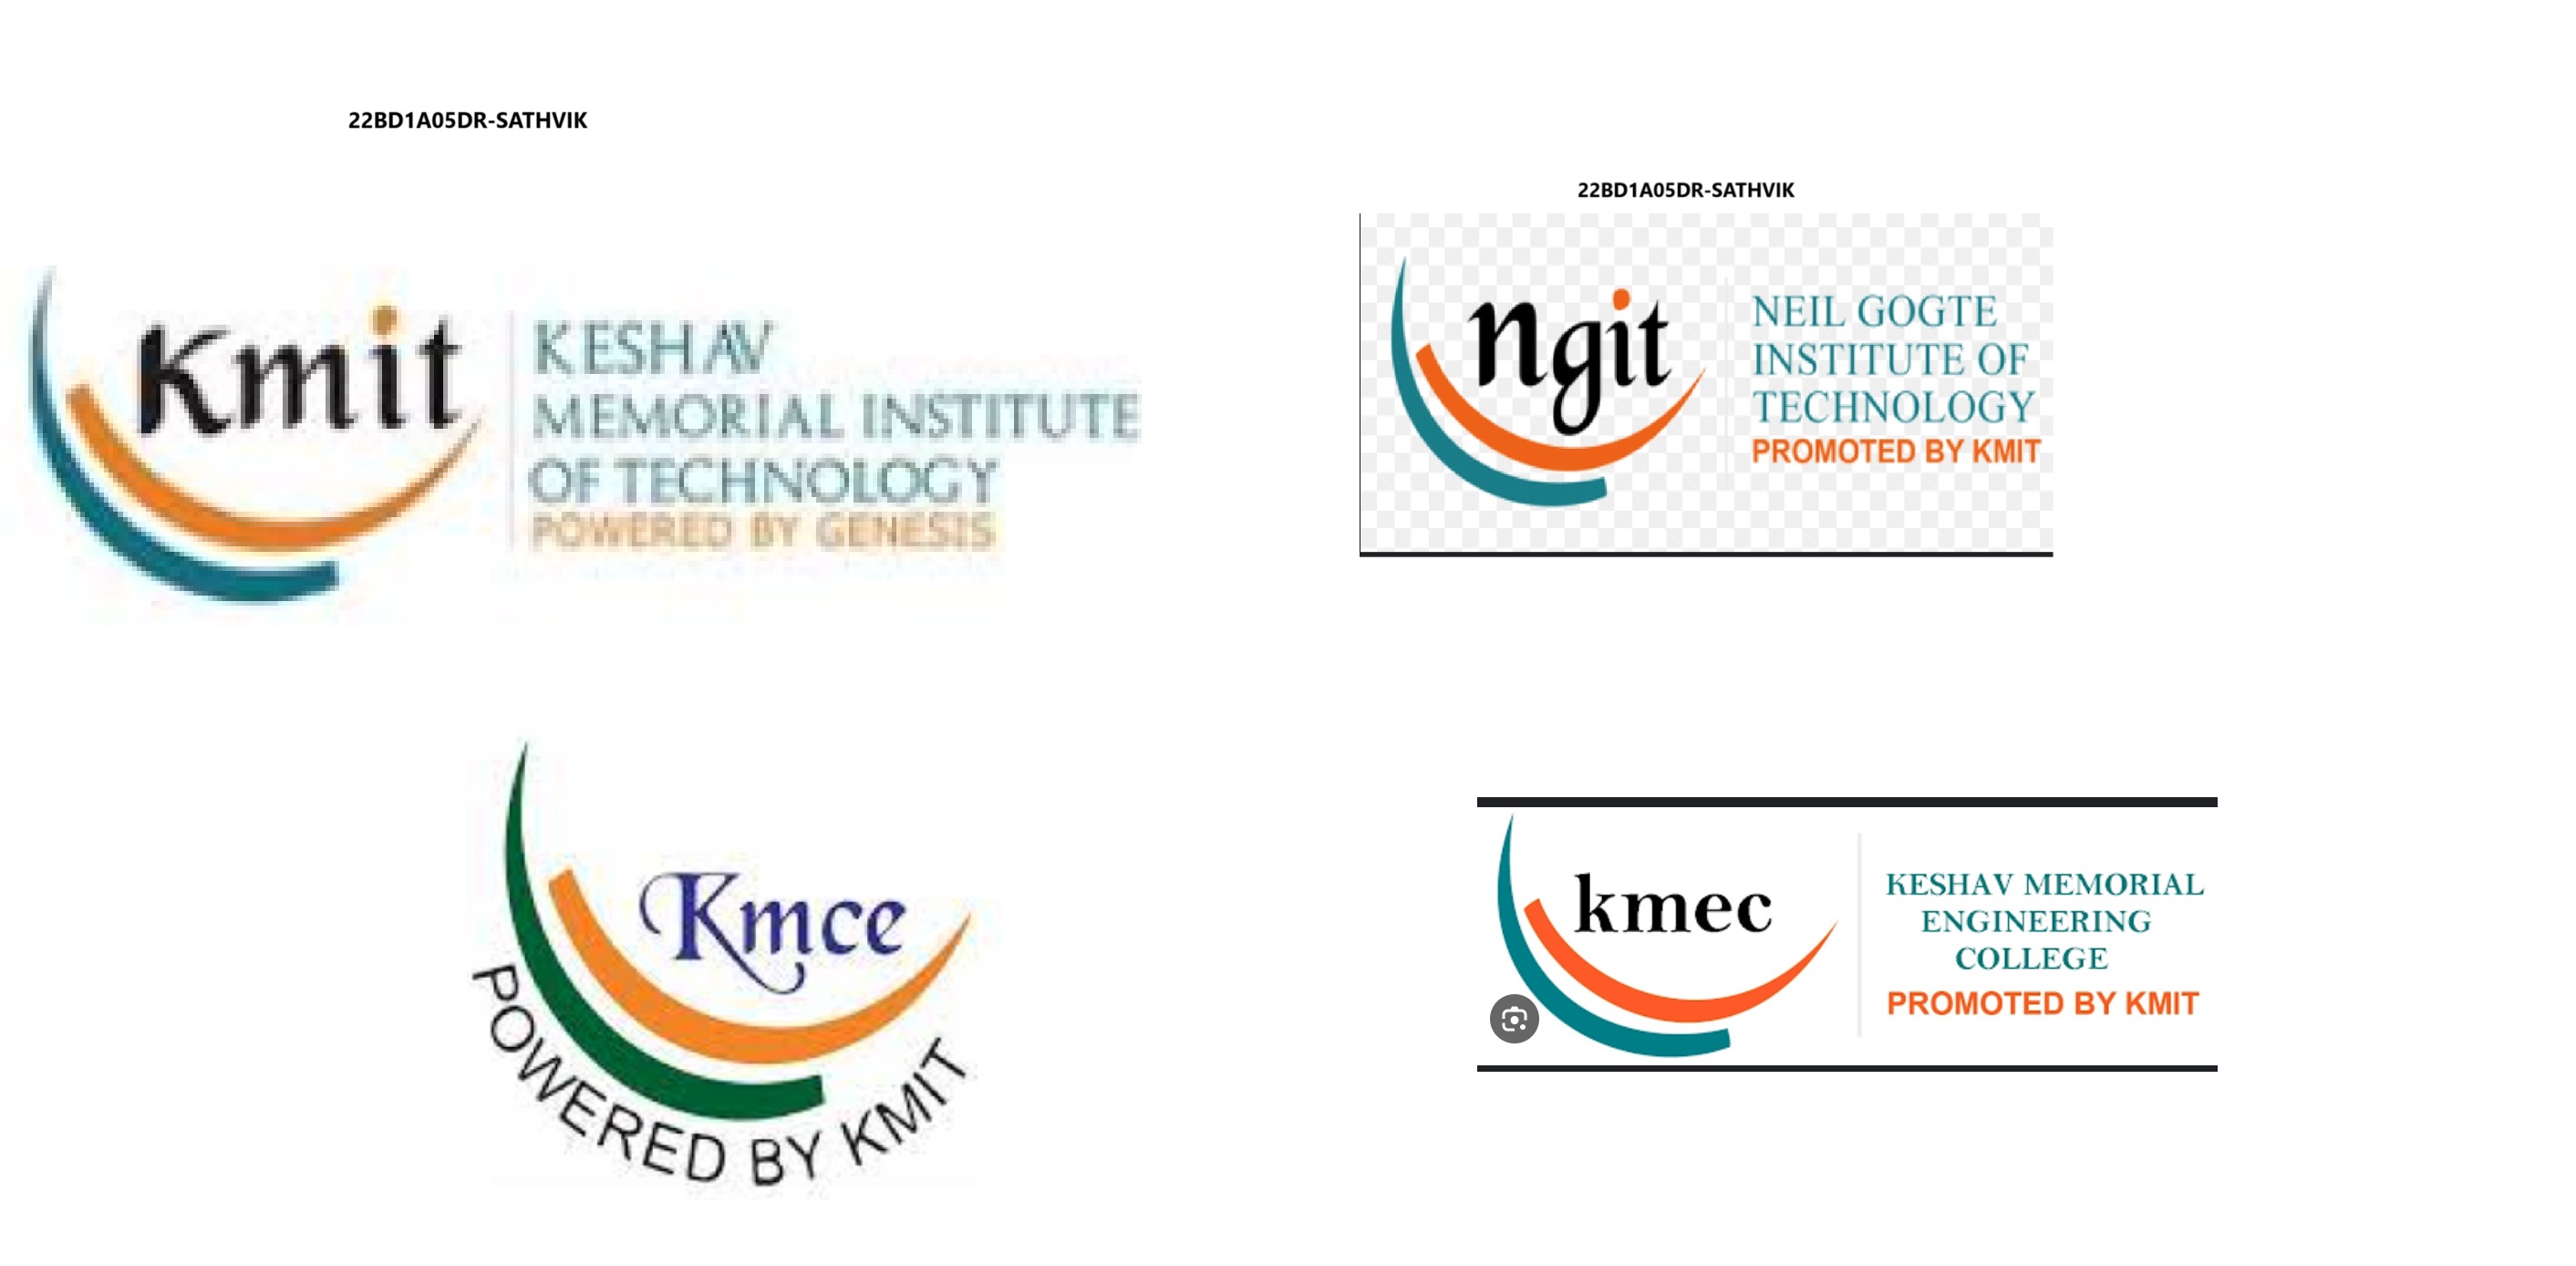 22BD1A05DR-SATHVIK
Kmit
KESHAV
MEMORIAL INSTITUTE
OF TECHNOLOGY
POWERED BY GENESIS
22BD1A05DR-SATHVIK
ngit
NEIL GOGTE
INSTITUTE OF
TECHNOLOGY
PROMOTED BY KMIT
Kmce
POWERED BY KMIT
kmec
KESHAV MEMORIAL
ENGINEERING
COLLEGE
PROMOTED BY KMIT